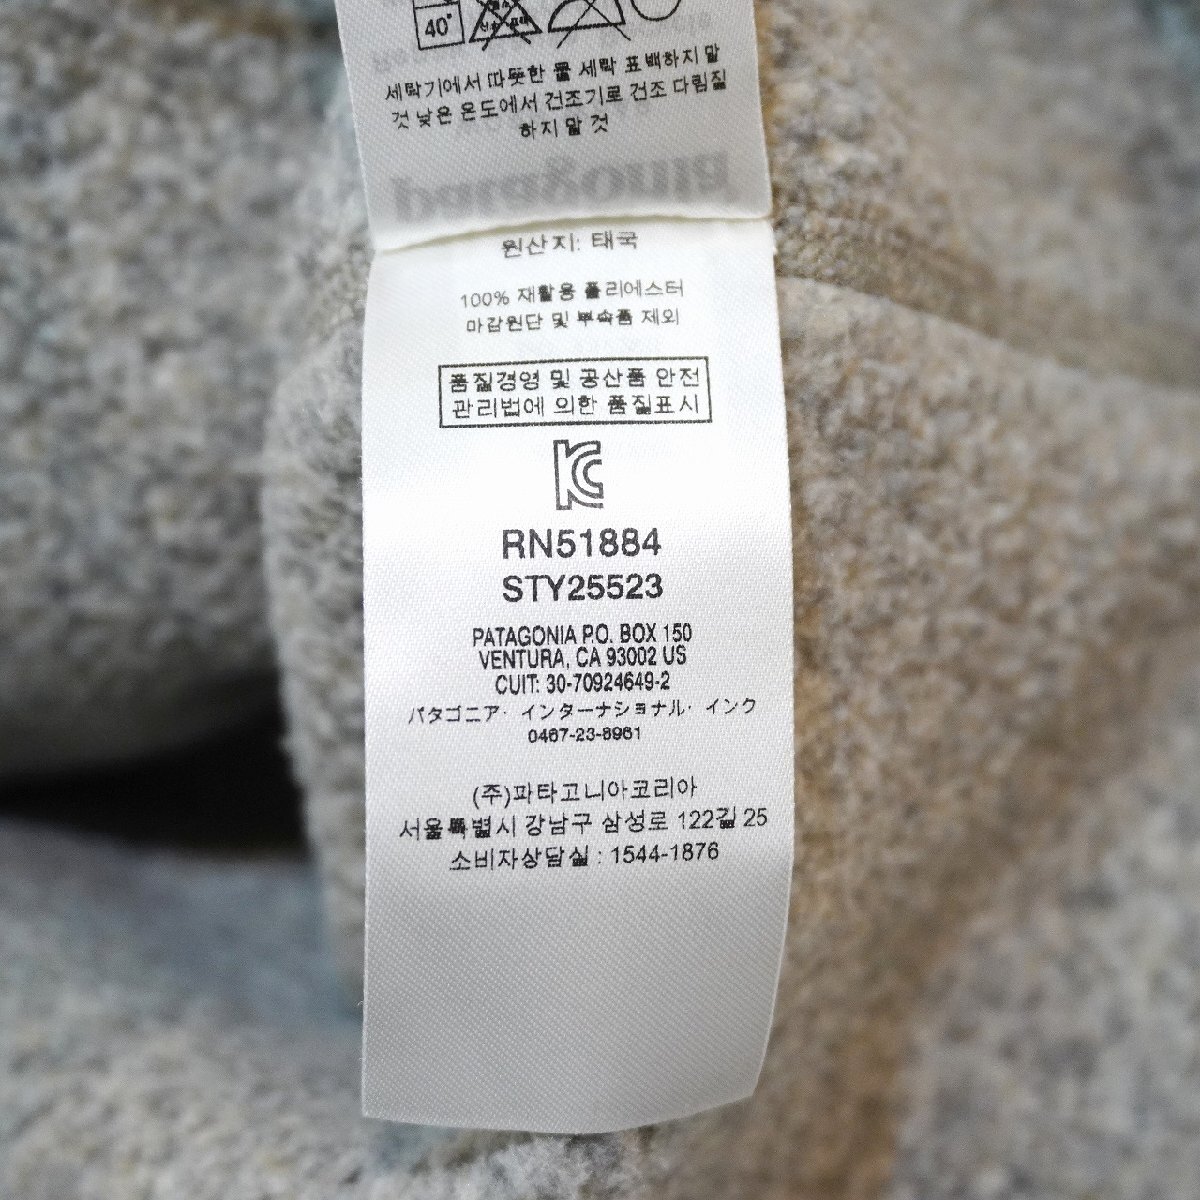 40°
세탁기에서 따뜻한 물 세탁 표백하지 말
것 낮은 온도에서 건조기로 건조 다림질
하지 말 것
원산지: 태국
100% 재활용 폴리에스터
마감원단 및 부속품 제외
품질경영 및 공산품 안전
관리법에 의한 품질표시
KC
RN51884
STY25523
PATAGONIA P.O. BOX 150
VENTURA, CA 93002 US
CUIT: 30-70924649-2
パタゴニア・インターナショナル・インク
0467-23-8961
(주)파타고니아코리아
서울특별시 강남구 삼성로 122길 25
소비자상담실 : 1544-1876